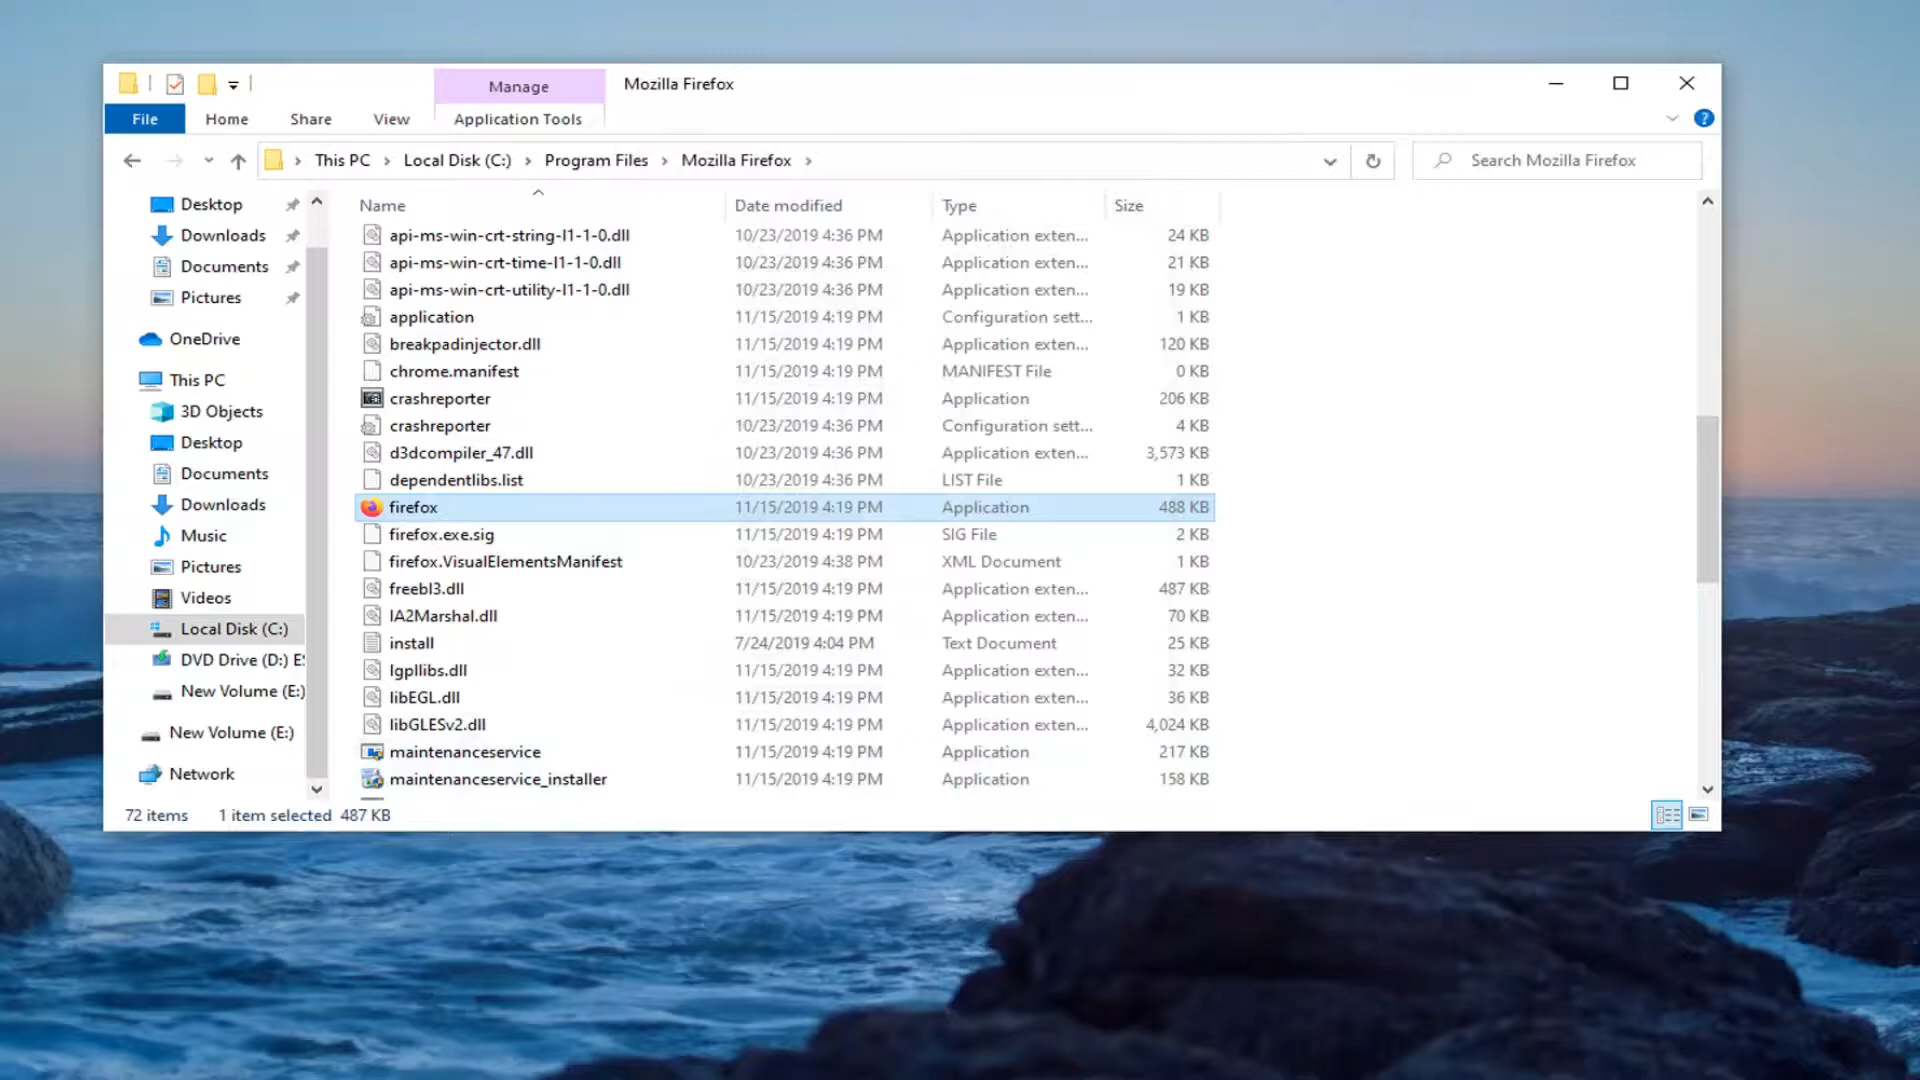 Manage
Mozilla Firefox
File
Home
Share
View
Application Tools
?
This PC
Local Disk (C:)
Program Files
Mozilla Firefox
Search Mozilla Firefox
Desktop
Downloads
Documents
Pictures
OneDrive
This PC
3D Objects
Desktop
Documents
Downloads
Music
Pictures
Videos
Local Disk (C:)
DVD Drive (D:) E
New Volume (E:)
New Volume (E:)
Network
Name Date modified Type Size
api-ms-win-crt-string-l1-1-0.dll 10/23/2019 4:36 PM Application exten... 24 KB
api-ms-win-crt-time-l1-1-0.dll 10/23/2019 4:36 PM Application exten... 21 KB
api-ms-win-crt-utility-l1-1-0.dll 10/23/2019 4:36 PM Application exten... 19 KB
application 11/15/2019 4:19 PM Configuration sett... 1 KB
breakpadinjector.dll 11/15/2019 4:19 PM Application exten... 120 KB
chrome.manifest 11/15/2019 4:19 PM MANIFEST File 0 KB
crashreporter 11/15/2019 4:19 PM Application 206 KB
crashreporter 10/23/2019 4:36 PM Configuration sett... 4 KB
d3dcompiler_47.dll 10/23/2019 4:36 PM Application exten... 3,573 KB
dependentlibs.list 10/23/2019 4:36 PM LIST File 1 KB
firefox 11/15/2019 4:19 PM Application 488 KB
firefox.exe.sig 11/15/2019 4:19 PM SIG File 2 KB
firefox.VisualElementsManifest 10/23/2019 4:38 PM XML Document 1 KB
freebl3.dll 11/15/2019 4:19 PM Application exten... 487 KB
IA2Marshal.dll 11/15/2019 4:19 PM Application exten... 70 KB
install 7/24/2019 4:04 PM Text Document 25 KB
lgpllibs.dll 11/15/2019 4:19 PM Application exten... 32 KB
libEGL.dll 11/15/2019 4:19 PM Application exten... 36 KB
libGLESv2.dll 11/15/2019 4:19 PM Application exten... 4,024 KB
maintenanceservice 11/15/2019 4:19 PM Application 217 KB
maintenanceservice_installer 11/15/2019 4:19 PM Application 158 KB
72 items 1 item selected 487 KB